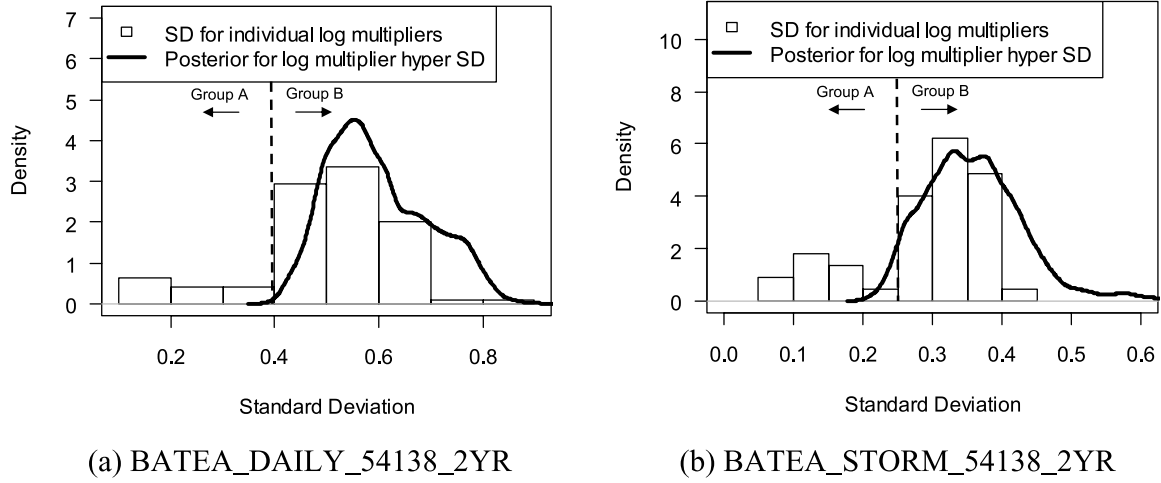 7
6
5
4
3
2
1
0
Density
SD for individual log multipliers
Posterior for log multiplier hyper SD
Group A
Group B
0.2
0.4
0.6
0.8
Standard Deviation
(a) BATEA_DAILY_54138_2YR
10
8
6
4
2
0
Density
SD for individual log multipliers
Posterior for log multiplier hyper SD
Group A
Group B
0.0
0.1
0.2
0.3
0.4
0.5
0.6
Standard Deviation
(b) BATEA_STORM_54138_2YR